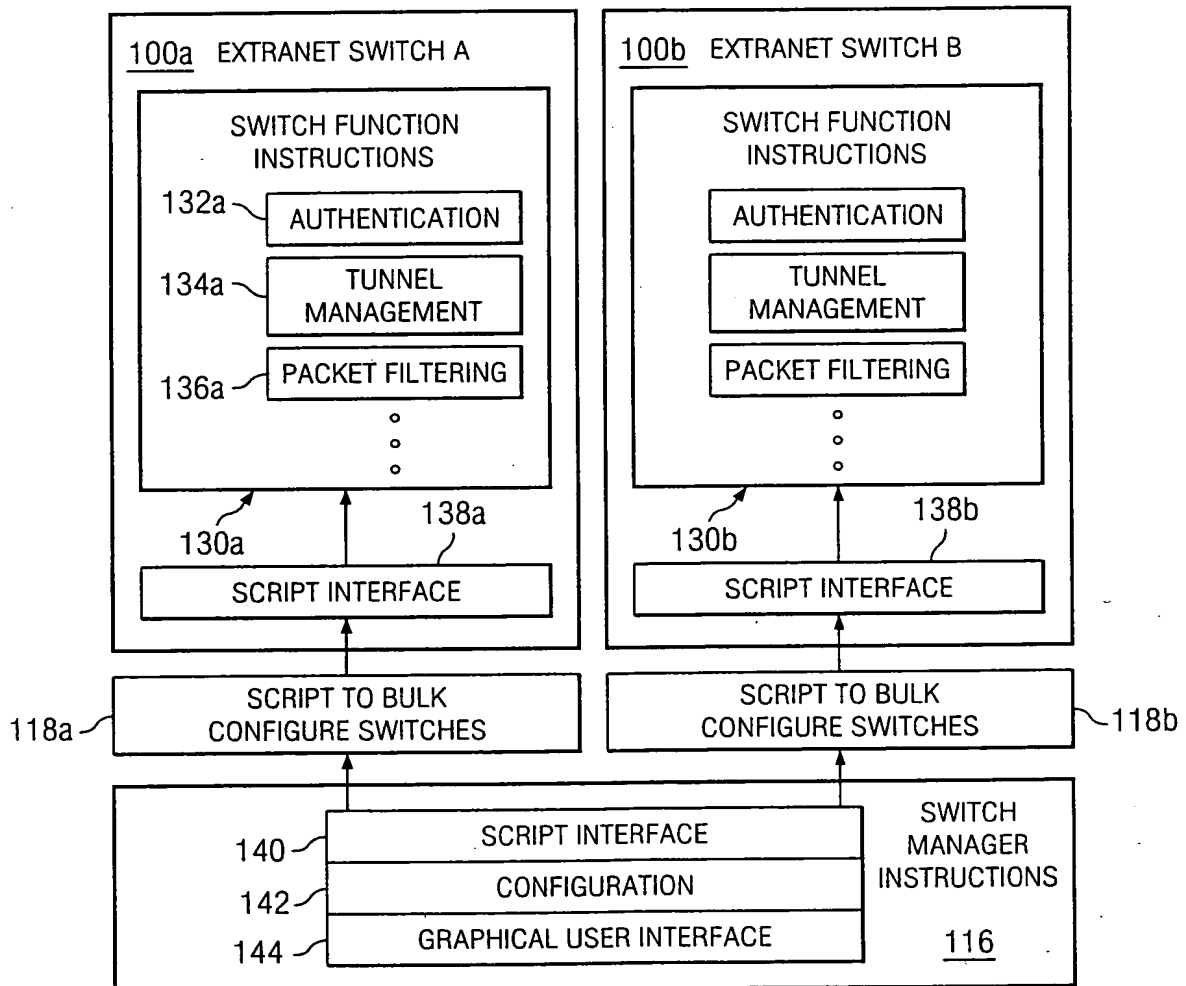 100a EXTRANET SWITCH A
SWITCH FUNCTION
INSTRUCTIONS
132a
AUTHENTICATION
134a
TUNNEL
MANAGEMENT
136a
PACKET FILTERING
130a
138a
SCRIPT INTERFACE
100b EXTRANET SWITCH B
SWITCH FUNCTION
INSTRUCTIONS
AUTHENTICATION
TUNNEL
MANAGEMENT
PACKET FILTERING
130b
138b
SCRIPT INTERFACE
118a
SCRIPT TO BULK
CONFIGURE SWITCHES
SCRIPT TO BULK
CONFIGURE SWITCHES
118b
140
SCRIPT INTERFACE
142
CONFIGURATION
144
GRAPHICAL USER INTERFACE
SWITCH
MANAGER
INSTRUCTIONS
116